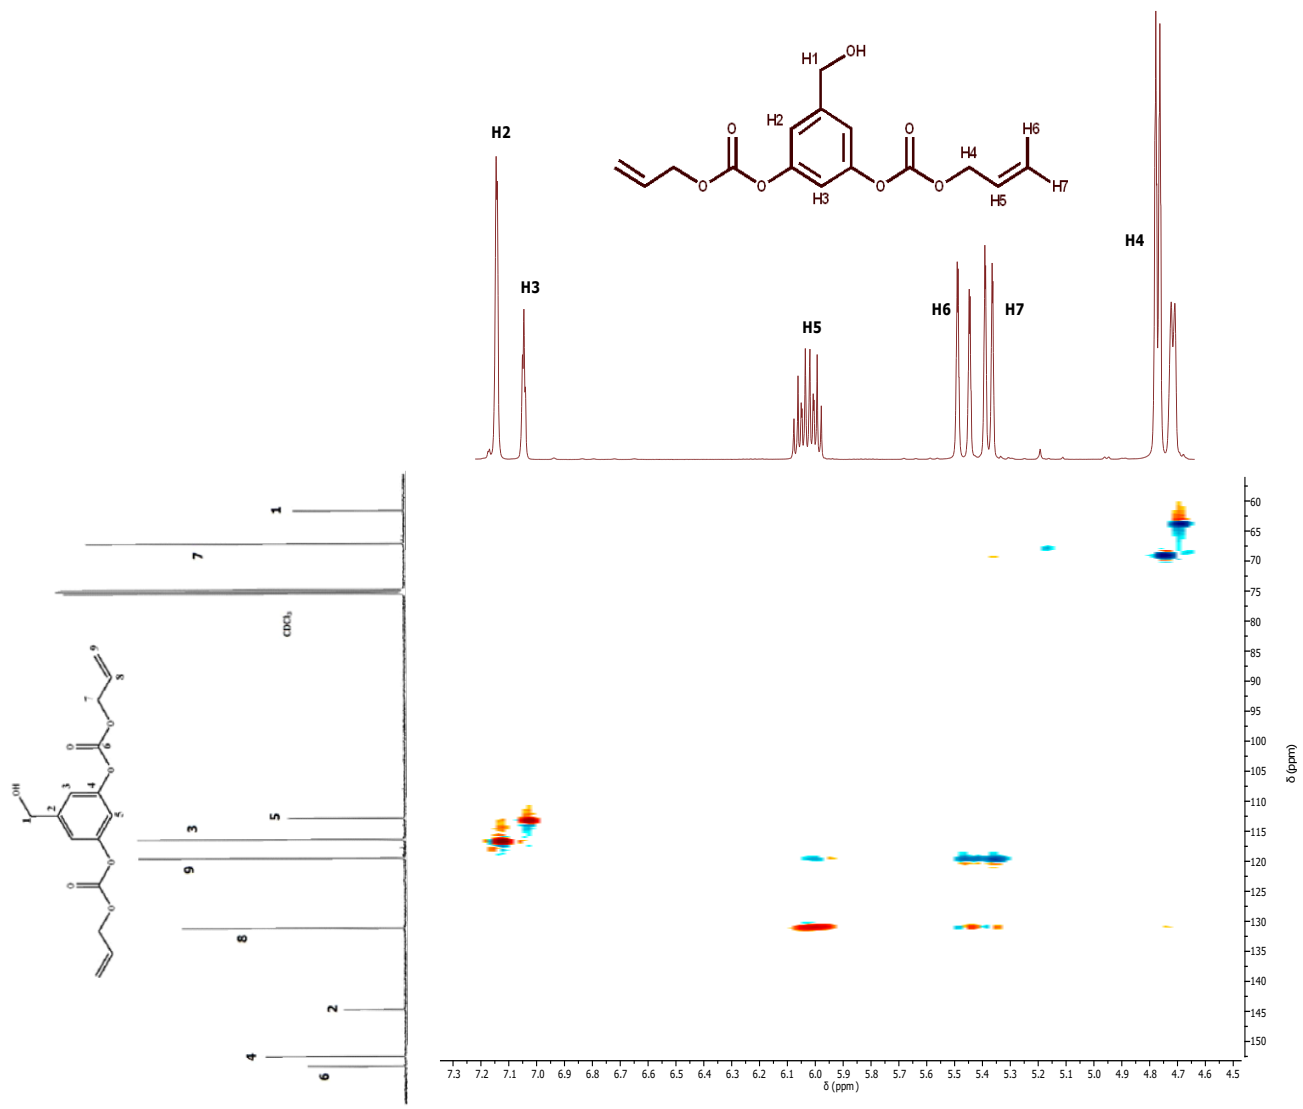 H1
OH
H2
H2
O
O
H6
H4
O
O
O
O
H5
H7
H3
H4
H3
H6
H7
H5
1
7
CDCl₃
9
8
7
O
O
6
OH
O
4
1
2
3
5
O
O
O
5
3
9
8
2
4
6
60
65
70
75
80
85
90
95
100
105
110
115
120
125
130
135
140
145
150
δ (ppm)
7.3 7.2 7.1 7.0 6.9 6.8 6.7 6.6 6.5 6.4 6.3 6.2 6.1 6.0 5.9 5.8 5.7 5.6 5.5 5.4 5.3 5.2 5.1 5.0 4.9 4.8 4.7 4.6 4.5
δ (ppm)